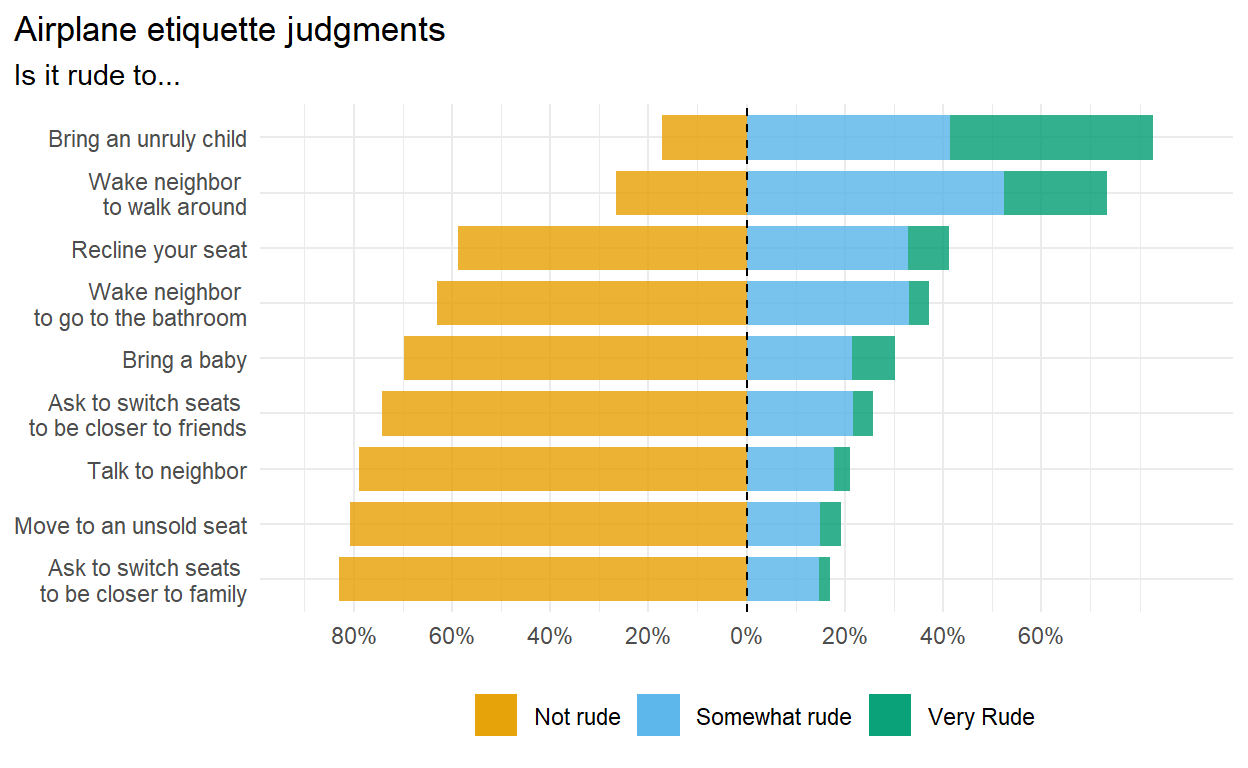 Airplane etiquette judgments
Is it rude to...
Bring an unruly child
Wake neighbor
to walk around
Recline your seat
Wake neighbor
to go to the bathroom
Bring a baby
Ask to switch seats
to be closer to friends
Talk to neighbor
Move to an unsold seat
Ask to switch seats
to be closer to family
80% 60% 40% 20% 0% 20% 40% 60%
Not rude Somewhat rude Very Rude